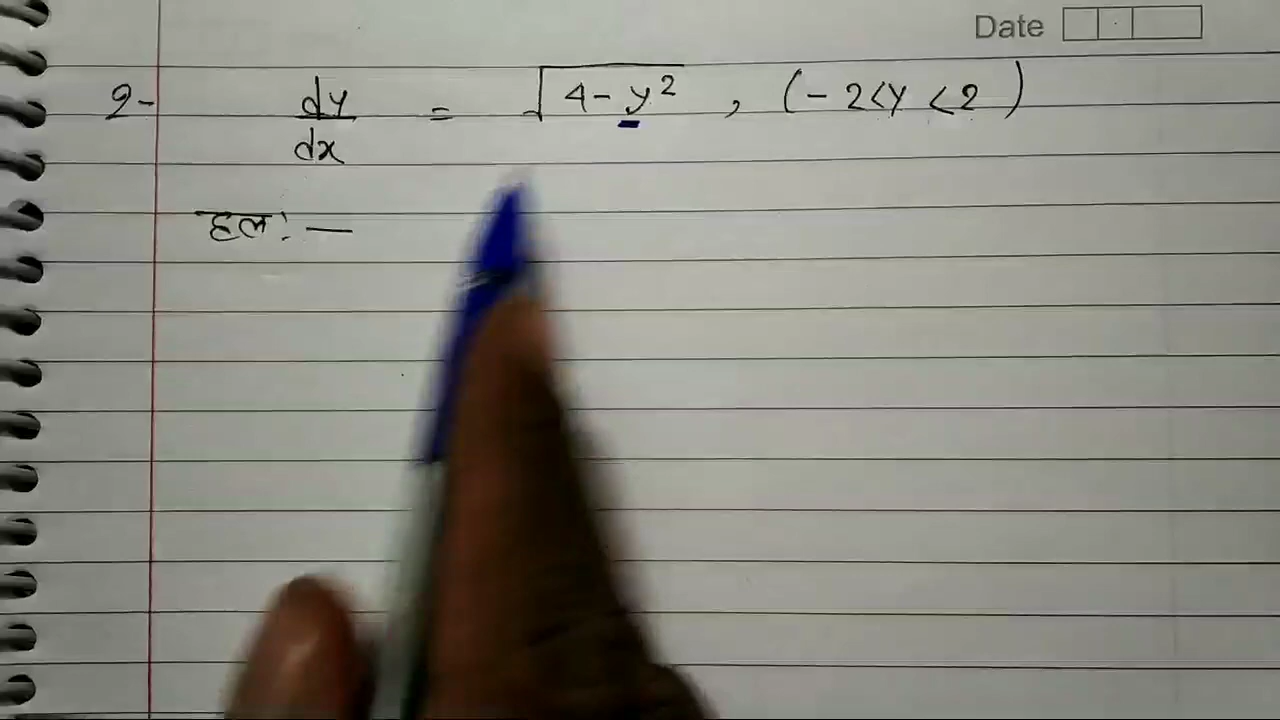 Date
2- dy/dx = √4-y² , (-2<y<2)
हल:—